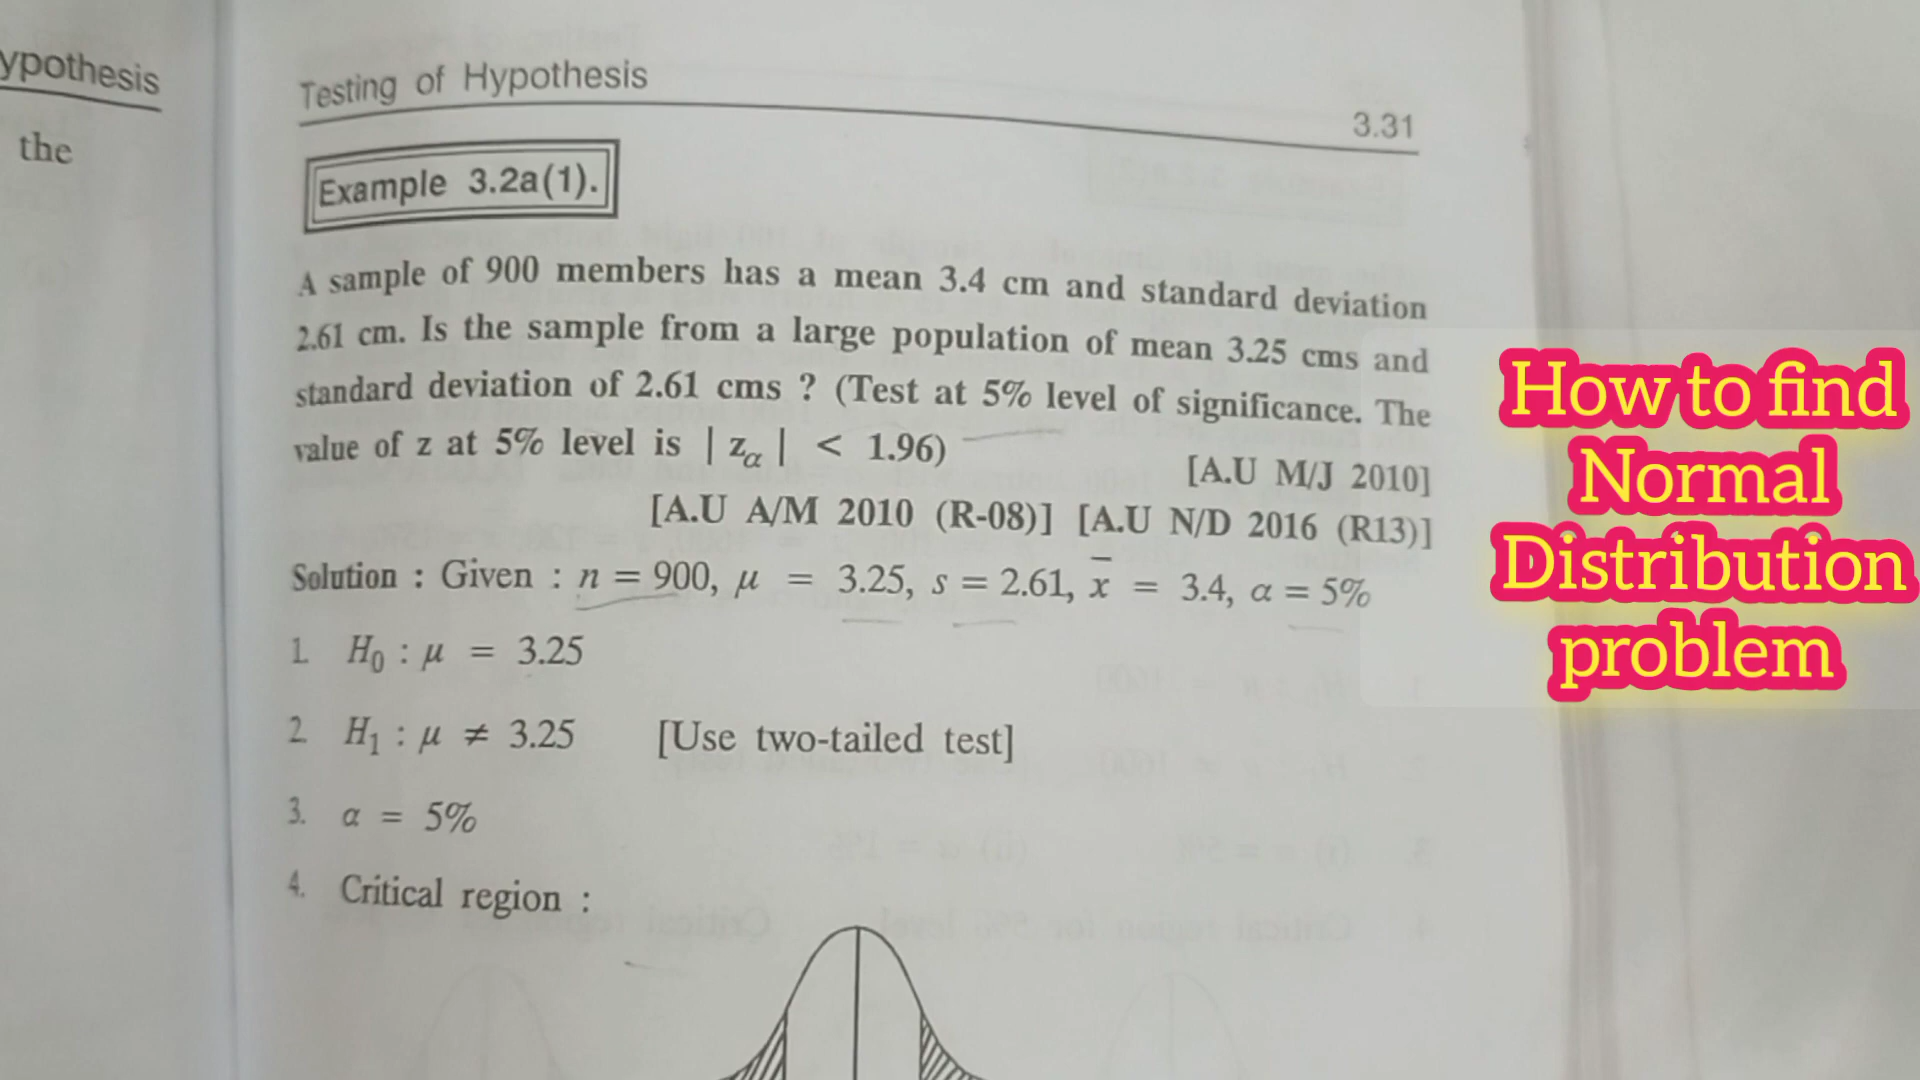 ypothesis
the
Testing of Hypothesis
3.31
Example 3.2a(1).
A sample of 900 members has a mean 3.4 cm and standard deviation
2.61 cm. Is the sample from a large population of mean 3.25 cms and
standard deviation of 2.61 cms ? (Test at 5% level of significance. The
value of z at 5% level is | zα | < 1.96)
[A.U M/J 2010]
[A.U A/M 2010 (R-08)] [A.U N/D 2016 (R13)]
Solution : Given : n = 900, μ = 3.25, s = 2.61, x̄ = 3.4, α = 5%
1. H₀ : μ = 3.25
2. H₁ : μ ≠ 3.25 [Use two-tailed test]
3. α = 5%
4. Critical region :
How to find
Normal
Distribution
problem